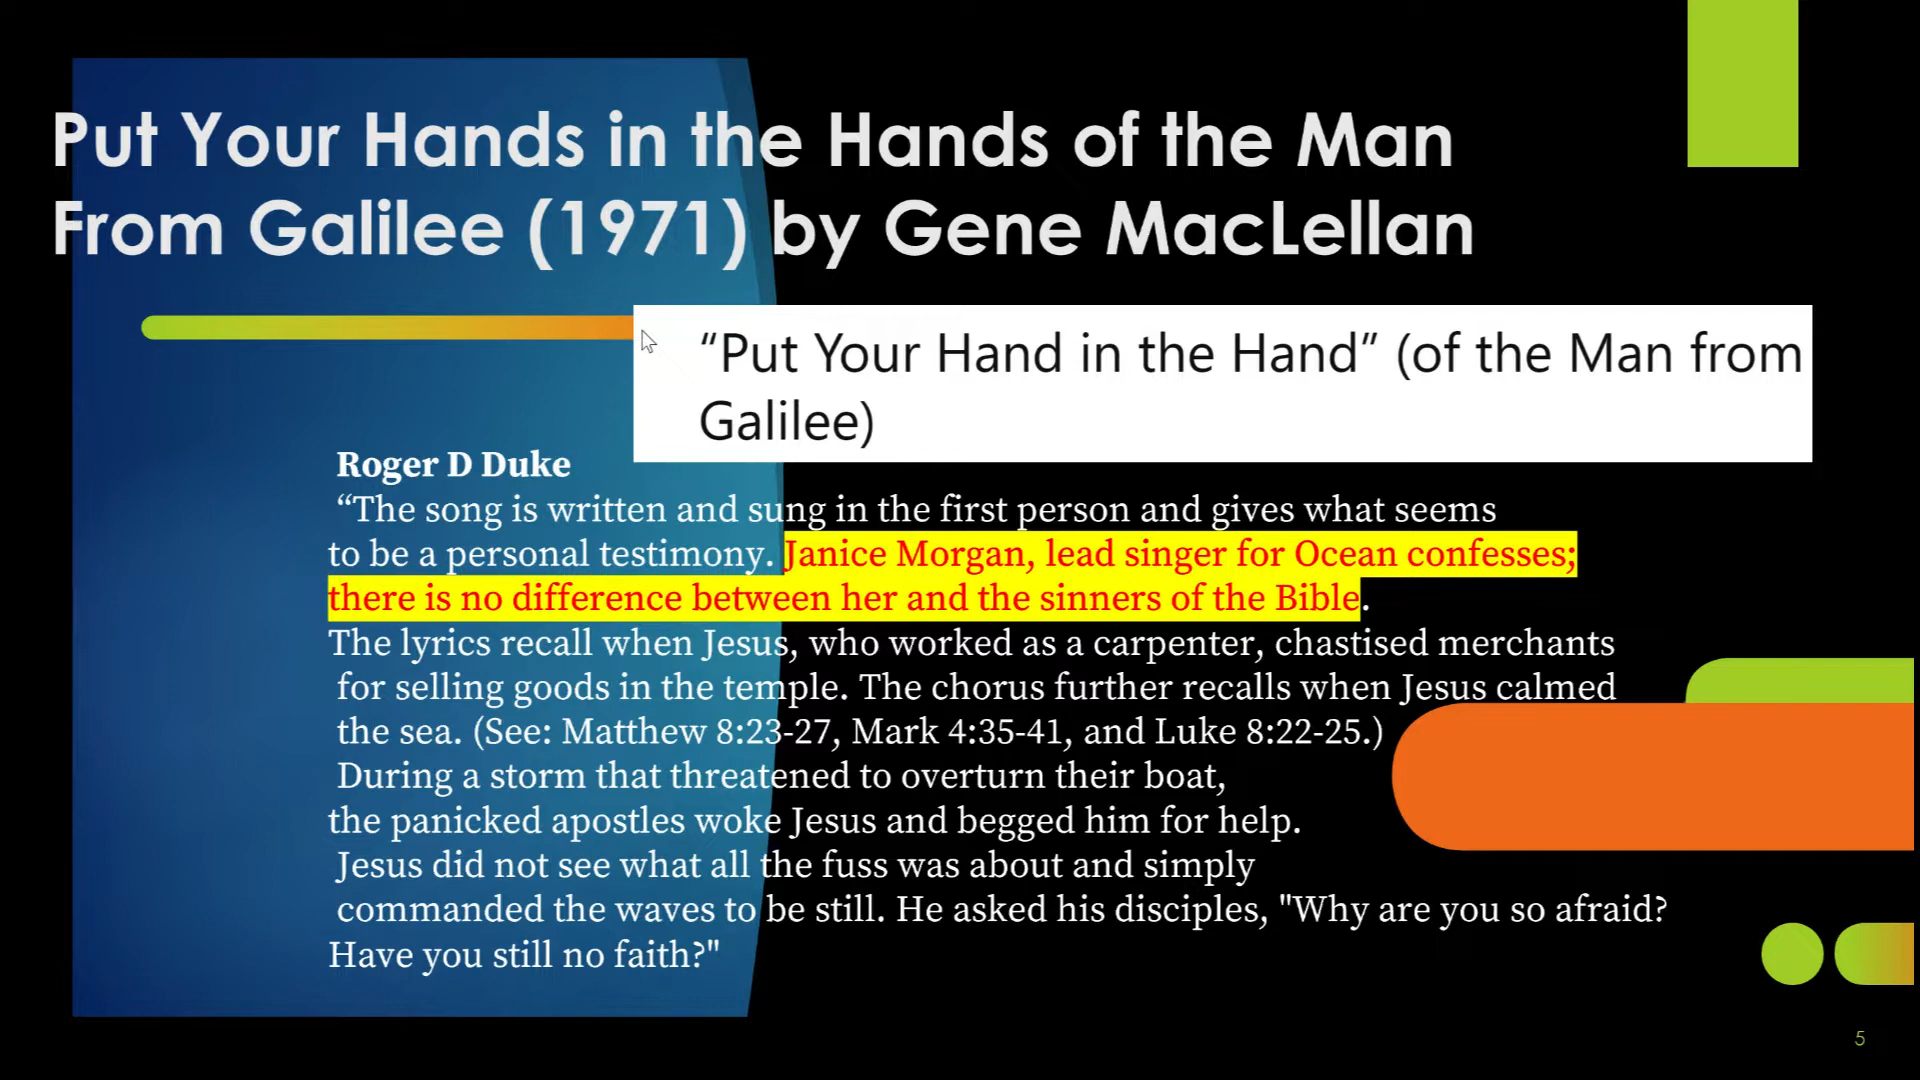 Put Your Hands in the Hands of the Man
From Galilee (1971) by Gene MacLellan
“Put Your Hand in the Hand” (of the Man from
Galilee)
Roger D Duke
“The song is written and sung in the first person and gives what seems
to be a personal testimony. Janice Morgan, lead singer for Ocean confesses;
there is no difference between her and the sinners of the Bible.
The lyrics recall when Jesus, who worked as a carpenter, chastised merchants
for selling goods in the temple. The chorus further recalls when Jesus calmed
the sea. (See: Matthew 8:23-27, Mark 4:35-41, and Luke 8:22-25.)
During a storm that threatened to overturn their boat,
the panicked apostles woke Jesus and begged him for help.
Jesus did not see what all the fuss was about and simply
commanded the waves to be still. He asked his disciples, "Why are you so afraid?
Have you still no faith?"
5